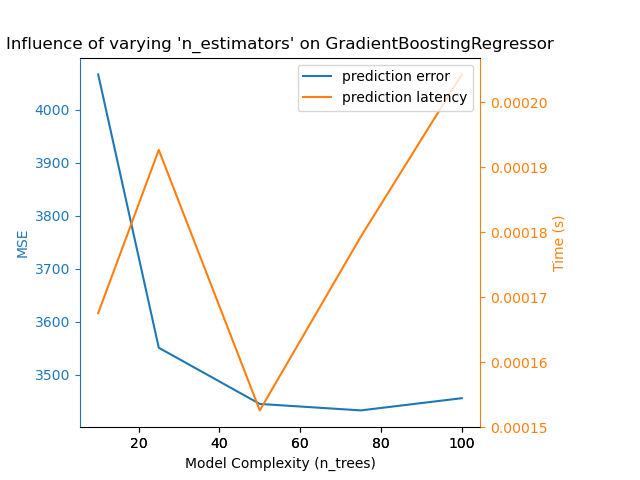 Influence of varying 'n_estimators' on GradientBoostingRegressor
prediction error
prediction latency
4000
3900
3800
3700
3600
3500
MSE
0.00020
0.00019
0.00018
0.00017
0.00016
0.00015
Time (s)
20 40 60 80 100
Model Complexity (n_trees)